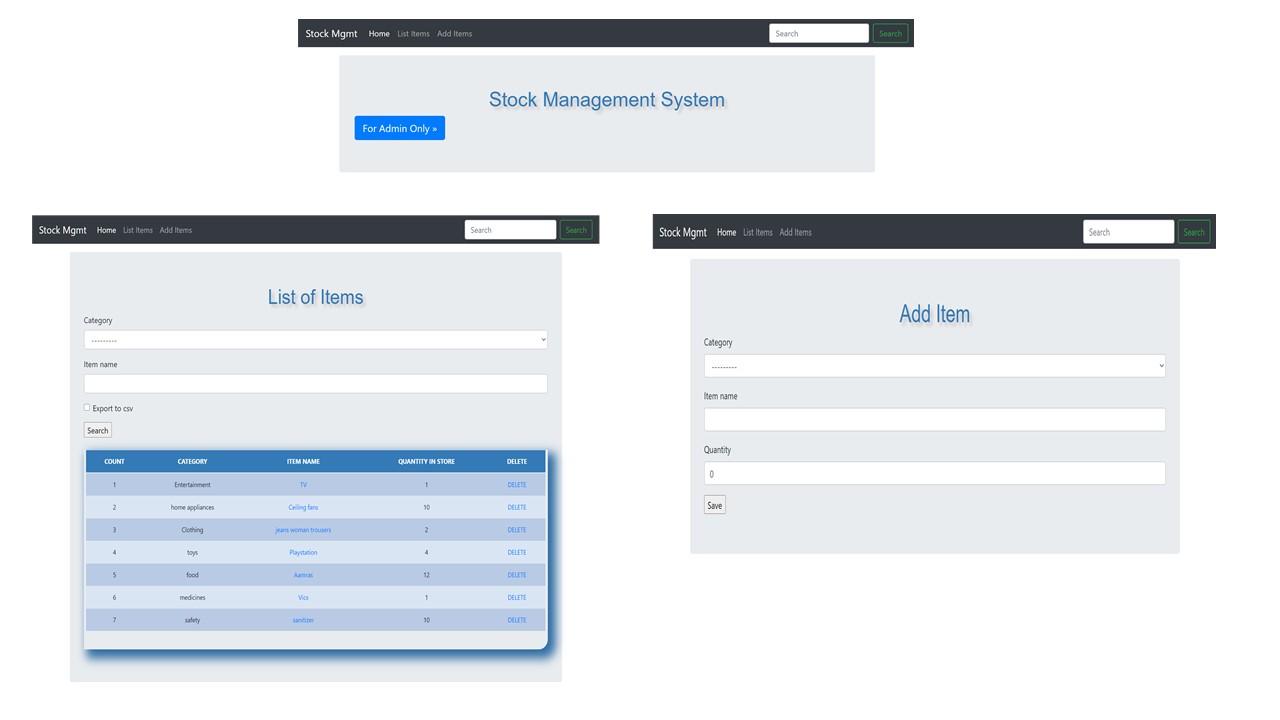 Stock Mgmt Home List Items Add Items Search Search
Stock Management System
For Admin Only »
Stock Mgmt Home List Items Add Items Search Search
List of Items
Category
---------
Item name
Export to csv
Search
COUNT CATEGORY ITEM NAME QUANTITY IN STORE DELETE
1 Entertainment TV 1 DELETE
2 home appliances Ceiling fans 10 DELETE
3 Clothing jeans woman trousers 2 DELETE
4 toys Playstation 4 DELETE
5 food Aamras 12 DELETE
6 medicines Vics 1 DELETE
7 safety sanitizer 10 DELETE
Stock Mgmt Home List Items Add Items Search Search
Add Item
Category
---------
Item name
Quantity
0
Save